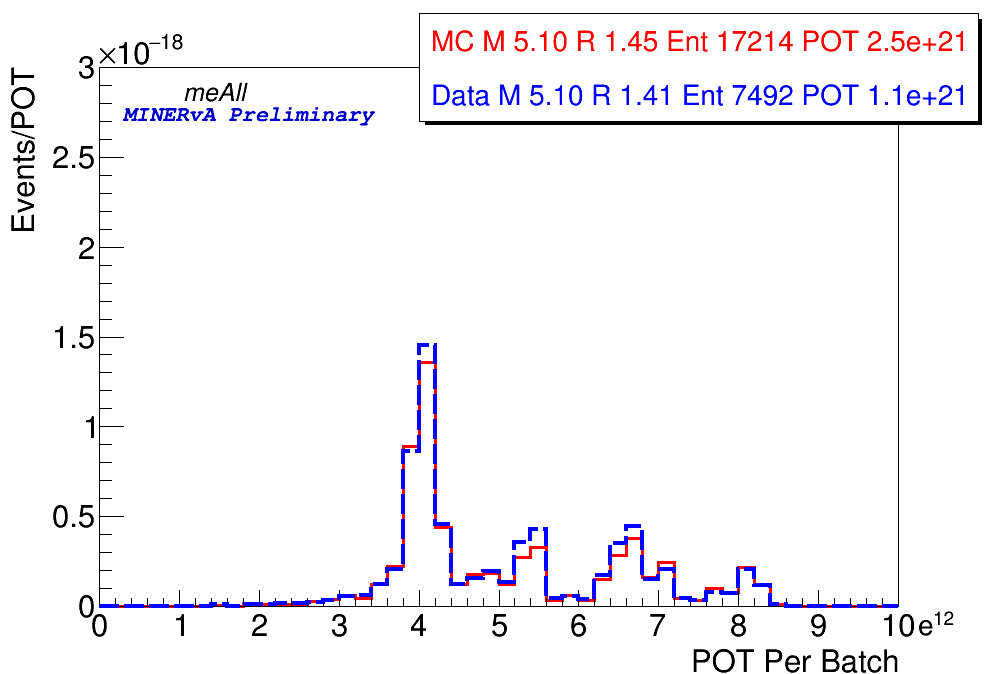 ×10⁻¹⁸
MC M 5.10 R 1.45 Ent 17214 POT 2.5e+21
Data M 5.10 R 1.41 Ent 7492 POT 1.1e+21
meAll
MINERvA Preliminary
Events/POT
3
2.5
2
1.5
1
0.5
0
0 1 2 3 4 5 6 7 8 9 10e12
POT Per Batch